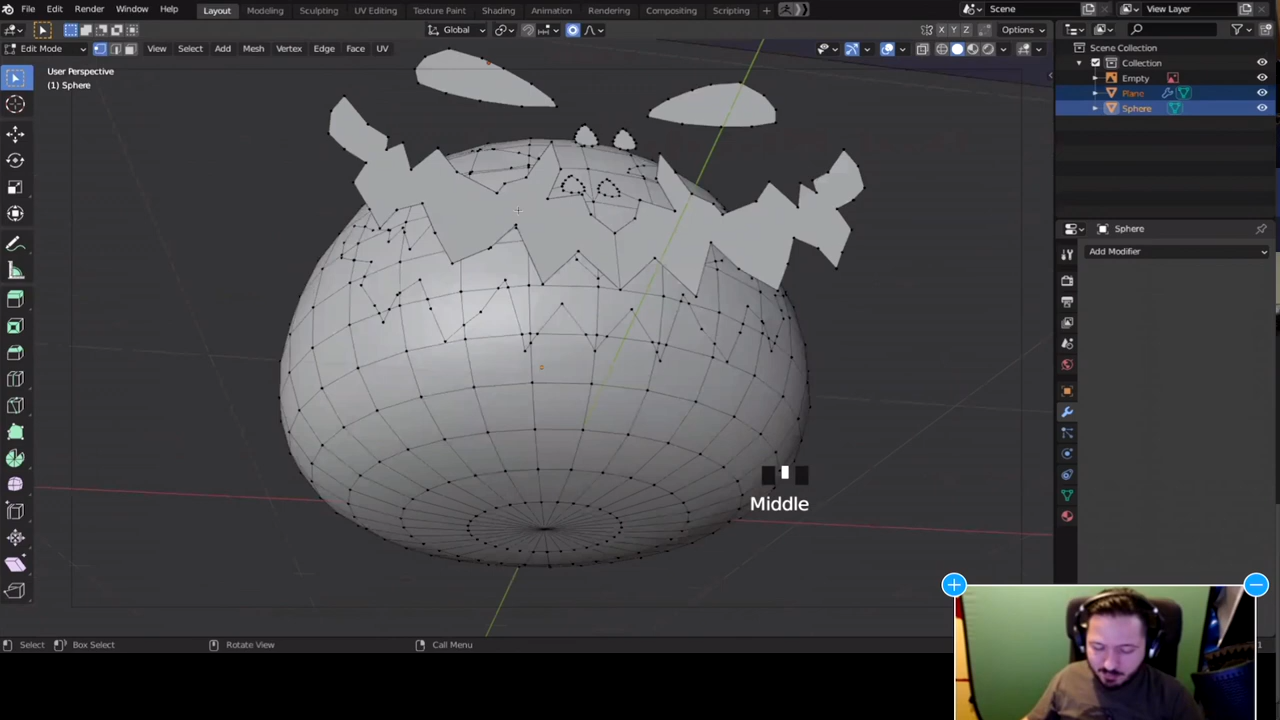 File Edit Render Window Help Layout Modeling Sculpting UV Editing Texture Paint Shading Animation Rendering Compositing Scripting + Scene View Layer
Global X Y Z Options
Edit Mode View Select Add Mesh Vertex Edge Face UV
User Perspective
(1) Sphere
Scene Collection
Collection
Empty
Plane
Sphere
Sphere
Add Modifier
Middle
Select Box Select Rotate View Call Menu